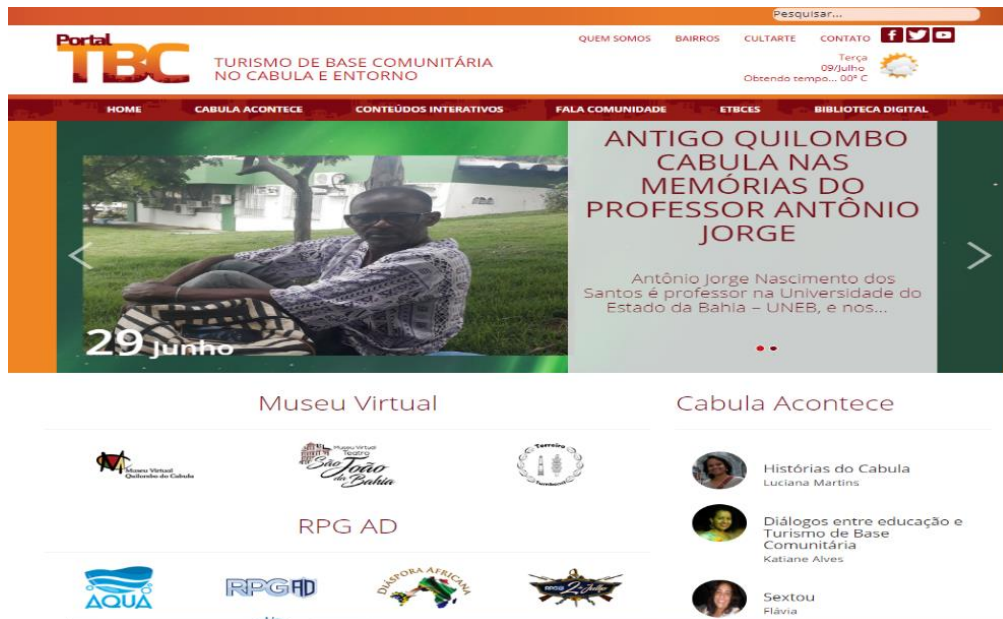 Pesquisar...
Portal
TBC
TURISMO DE BASE COMUNITÁRIA
NO CABULA E ENTORNO
QUEM SOMOS BAIRROS CULTARTE CONTATO
Terça
09/Julho
Obtendo tempo... 00° C
HOME CABULA ACONTECE CONTEÚDOS INTERATIVOS FALA COMUNIDADE ETBCES BIBLIOTECA DIGITAL
ANTIGO QUILOMBO
CABULA NAS
MEMÓRIAS DO
PROFESSOR ANTÔNIO
JORGE
Antônio Jorge Nascimento dos
Santos é professor na Universidade do
Estado da Bahia – UNEB, e nos...
29 Junho
Museu Virtual
Museu Virtual
Quilombo do Cabula
Museu Virtual
Teatro
São João
da Bahia
Terreiro
RPG AD
AQUA
RPG AD
DIÁSPORA AFRICANA
RPG 2 de Julho
Cabula Acontece
Histórias do Cabula
Luciana Martins
Diálogos entre educação e
Turismo de Base
Comunitária
Katiane Alves
Sextou
Flávia